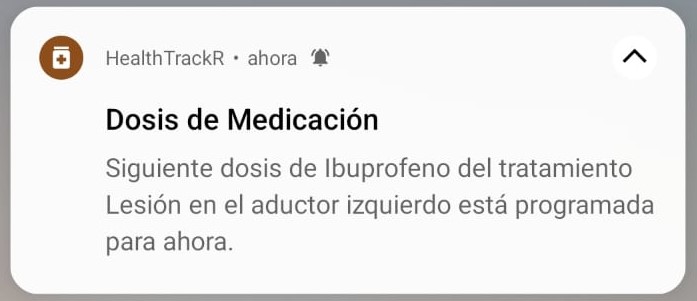 HealthTrackR • ahora
Dosis de Medicación
Siguiente dosis de Ibuprofeno del tratamiento
Lesión en el aductor izquierdo está programada
para ahora.